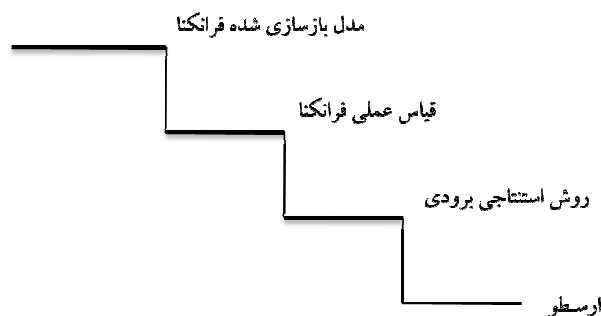 مدل بازسازی شده فرانکنا
قیاس عملی فرانکنا
روش استنتاجی برودی
ارسطو